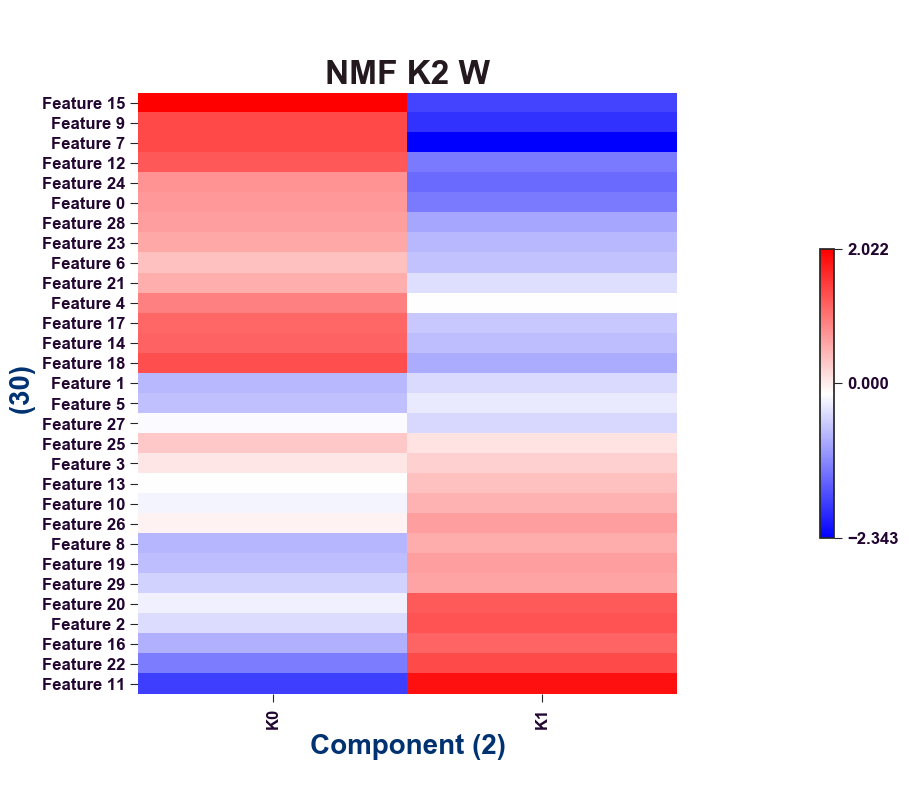 NMF K2 W
Feature 15
Feature 9
Feature 7
Feature 12
Feature 24
Feature 0
Feature 28
Feature 23
Feature 6
Feature 21
Feature 4
Feature 17
Feature 14
Feature 18
Feature 1
Feature 5
Feature 27
Feature 25
Feature 3
Feature 13
Feature 10
Feature 26
Feature 8
Feature 19
Feature 29
Feature 20
Feature 2
Feature 16
Feature 22
Feature 11
(30)
K0
K1
Component (2)
2.022
0.000
−2.343